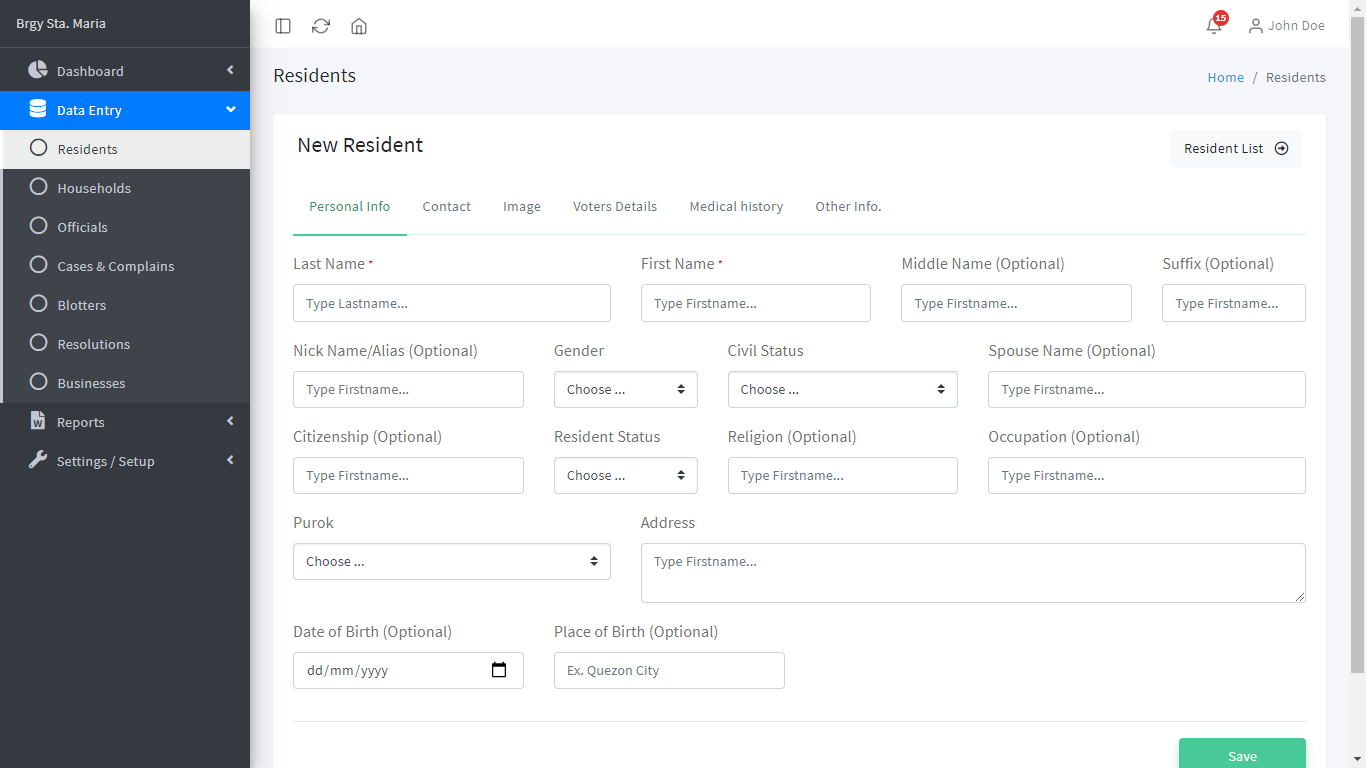 Brgy Sta. Maria
15
John Doe
Dashboard
Data Entry
Residents
Households
Officials
Cases & Complains
Blotters
Resolutions
Businesses
Reports
Settings / Setup
Residents
Home / Residents
New Resident
Resident List
Personal Info Contact Image Voters Details Medical history Other Info.
Last Name * First Name * Middle Name (Optional) Suffix (Optional)
Type Lastname... Type Firstname... Type Firstname... Type Firstname...
Nick Name/Alias (Optional) Gender Civil Status Spouse Name (Optional)
Type Firstname... Choose ... Choose ... Type Firstname...
Citizenship (Optional) Resident Status Religion (Optional) Occupation (Optional)
Type Firstname... Choose ... Type Firstname... Type Firstname...
Purok Address
Choose ... Type Firstname...
Date of Birth (Optional) Place of Birth (Optional)
dd/mm/yyyy Ex. Quezon City
Save